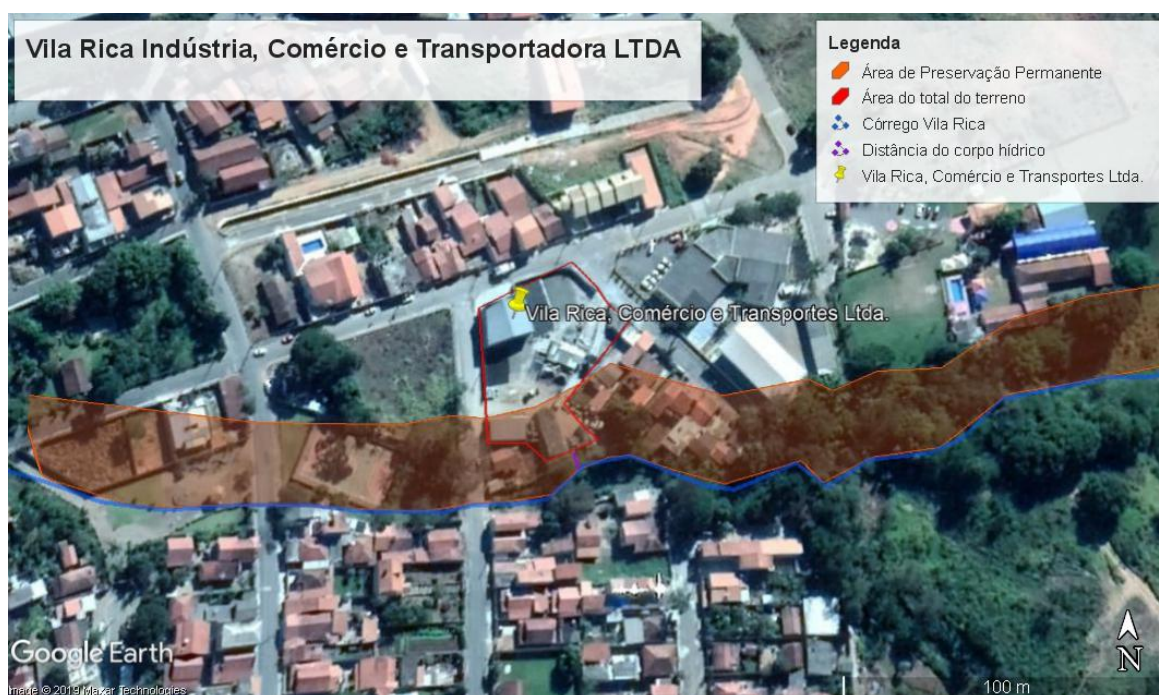 Vila Rica Indústria, Comércio e Transportadora LTDA
Legenda
Área de Preservação Permanente
Área do total do terreno
Córrego Vila Rica
Distância do corpo hídrico
Vila Rica, Comércio e Transportes Ltda.
Vila Rica, Comércio e Transportes Ltda.
Google Earth
Image © 2019 Maxar Technologies
100 m
N